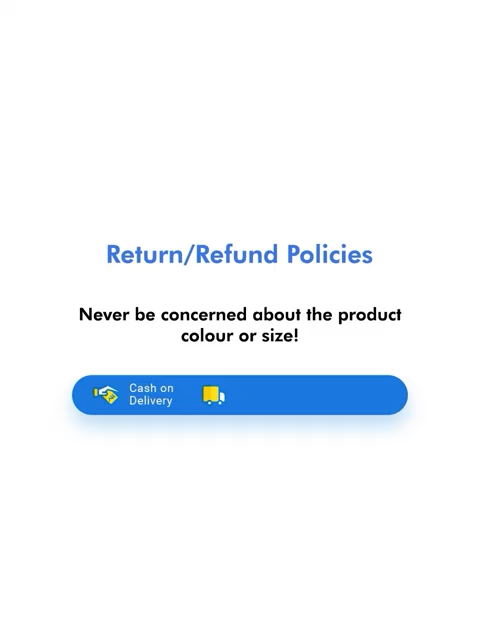 Return/Refund Policies
Never be concerned about the product
colour or size!
Cash on
Delivery